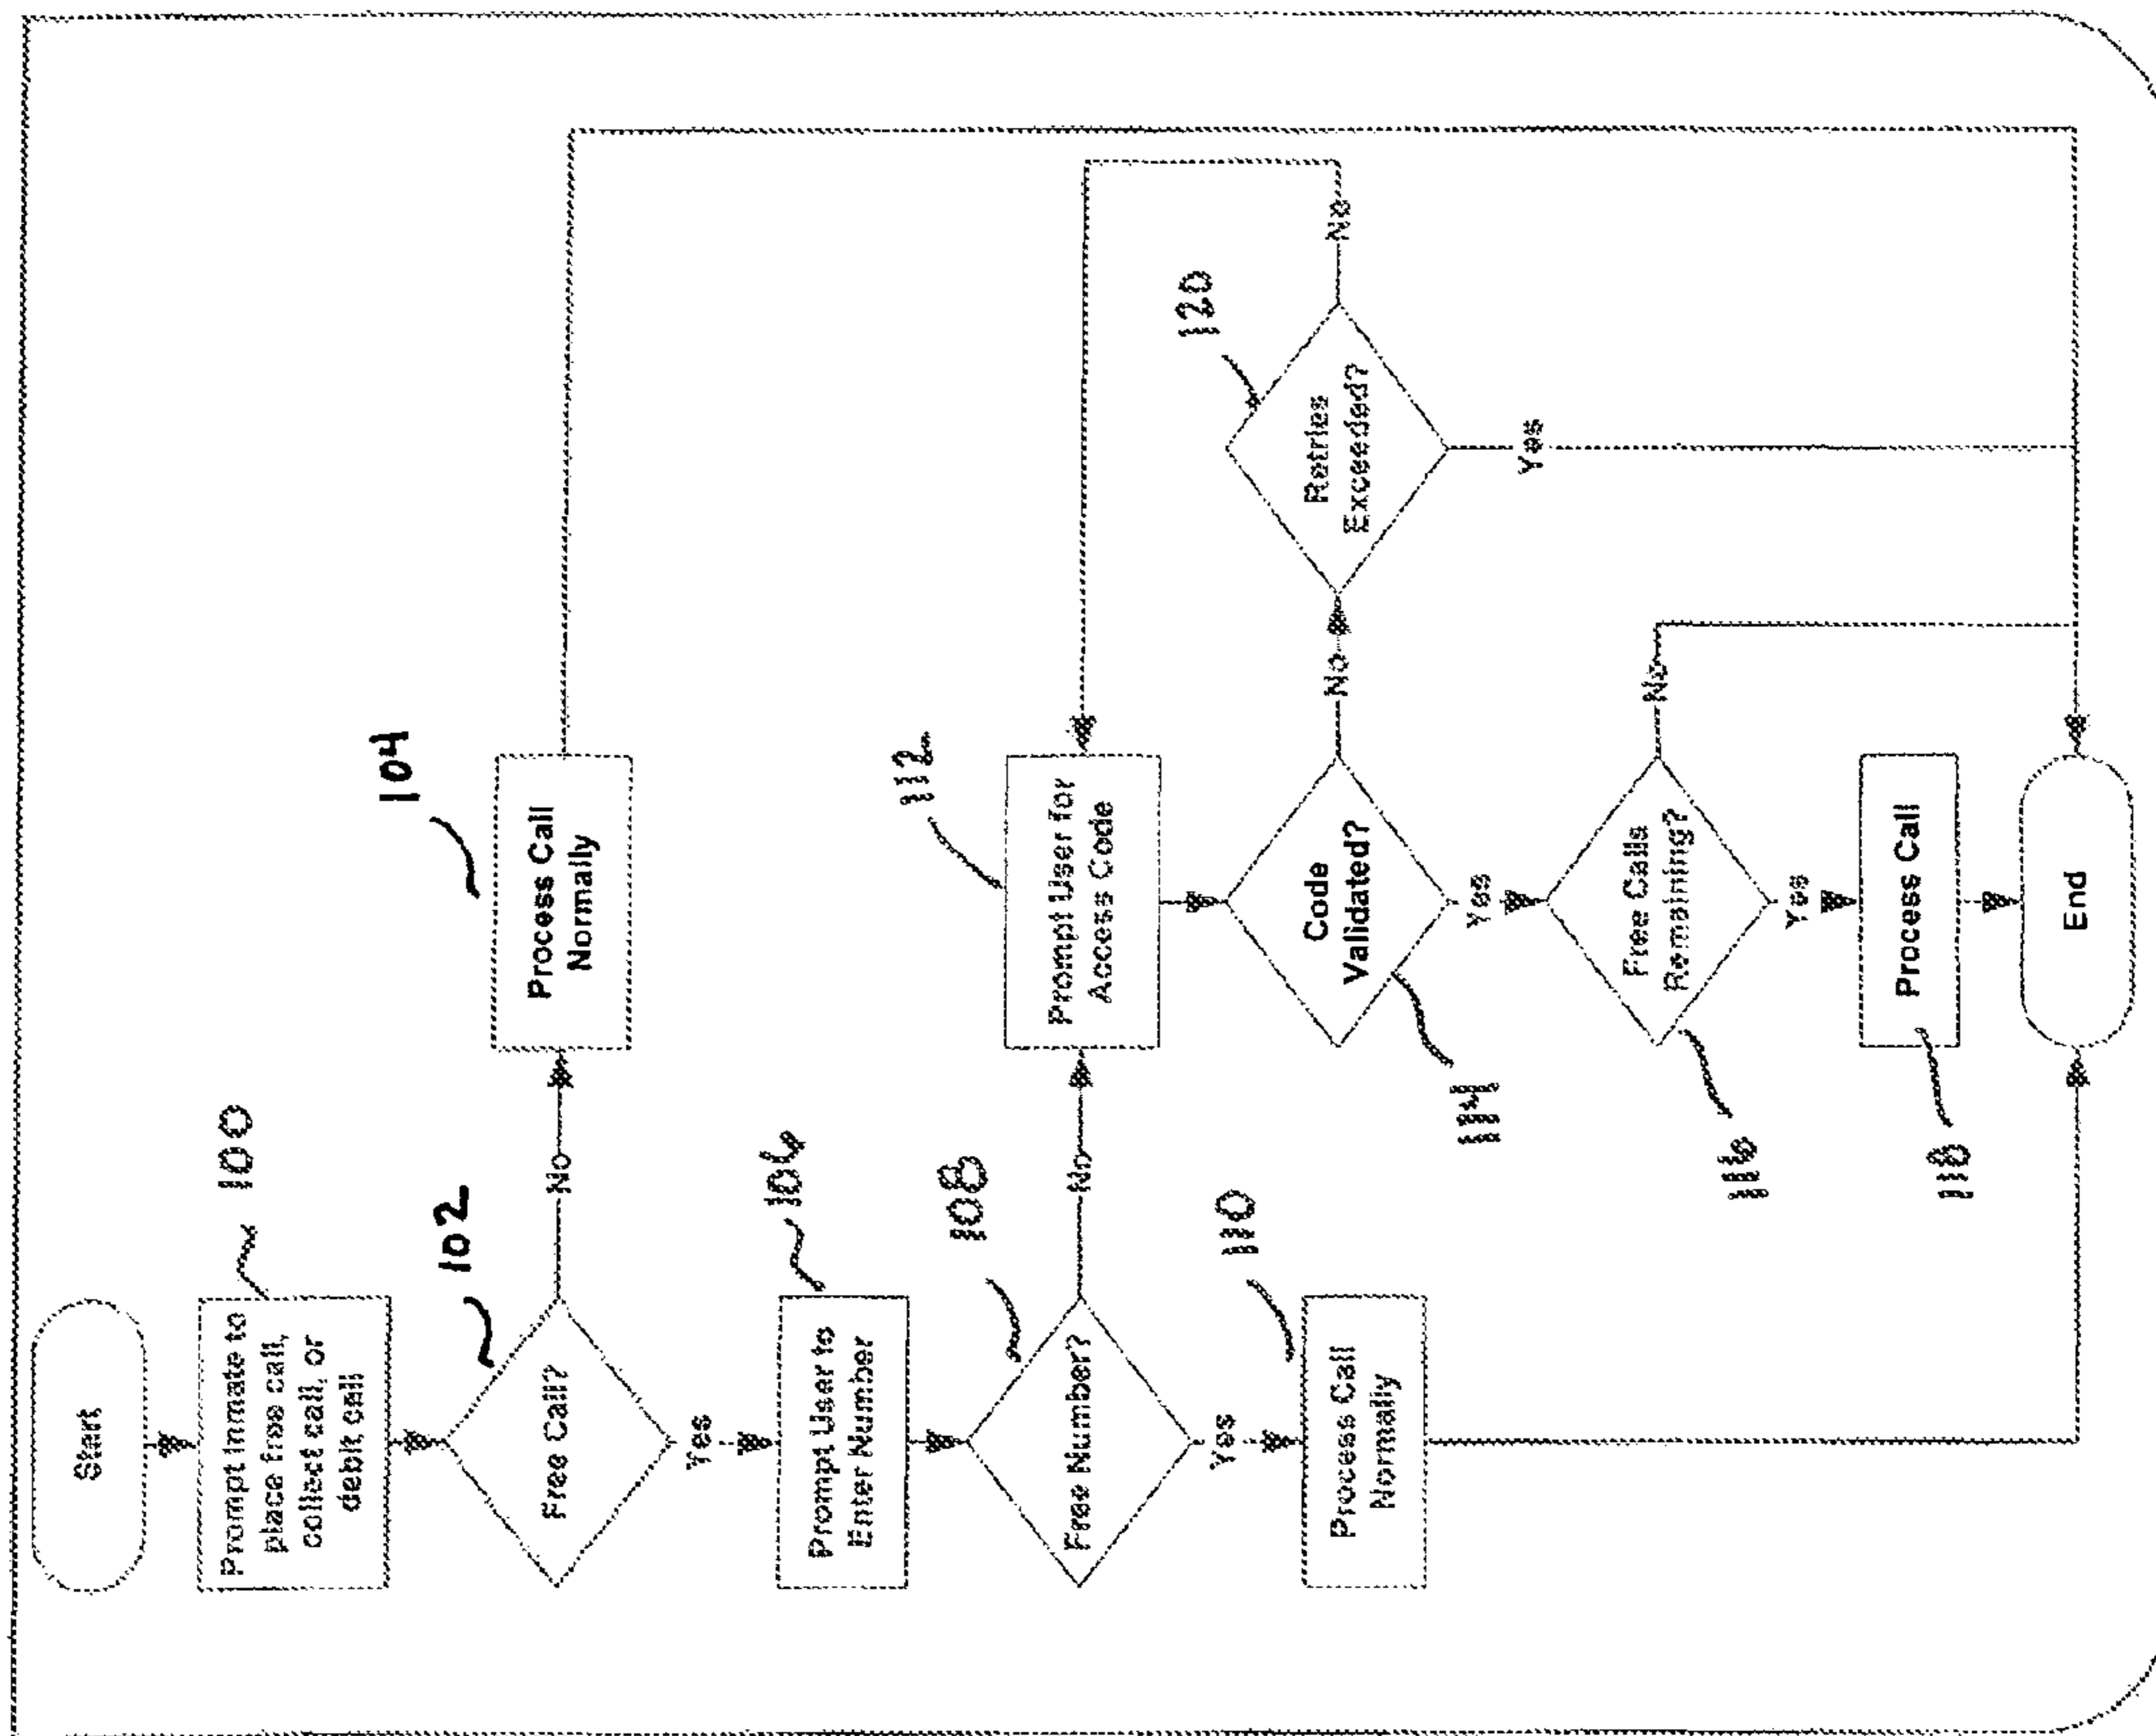 Start
Prompt Inmate to
place free call,
collect call, or
debit call
100
Free Call?
102
No
Process Call
Normally
104
Yes
Prompt User to
Enter Number
106
Free Number?
108
No
Yes
Process Call
Normally
110
Prompt User for
Access Code
112
Code
Validated?
114
No
Retries
Exceeded?
120
No
Yes
Yes
Free Calls
Remaining?
116
No
Yes
Process Call
118
End